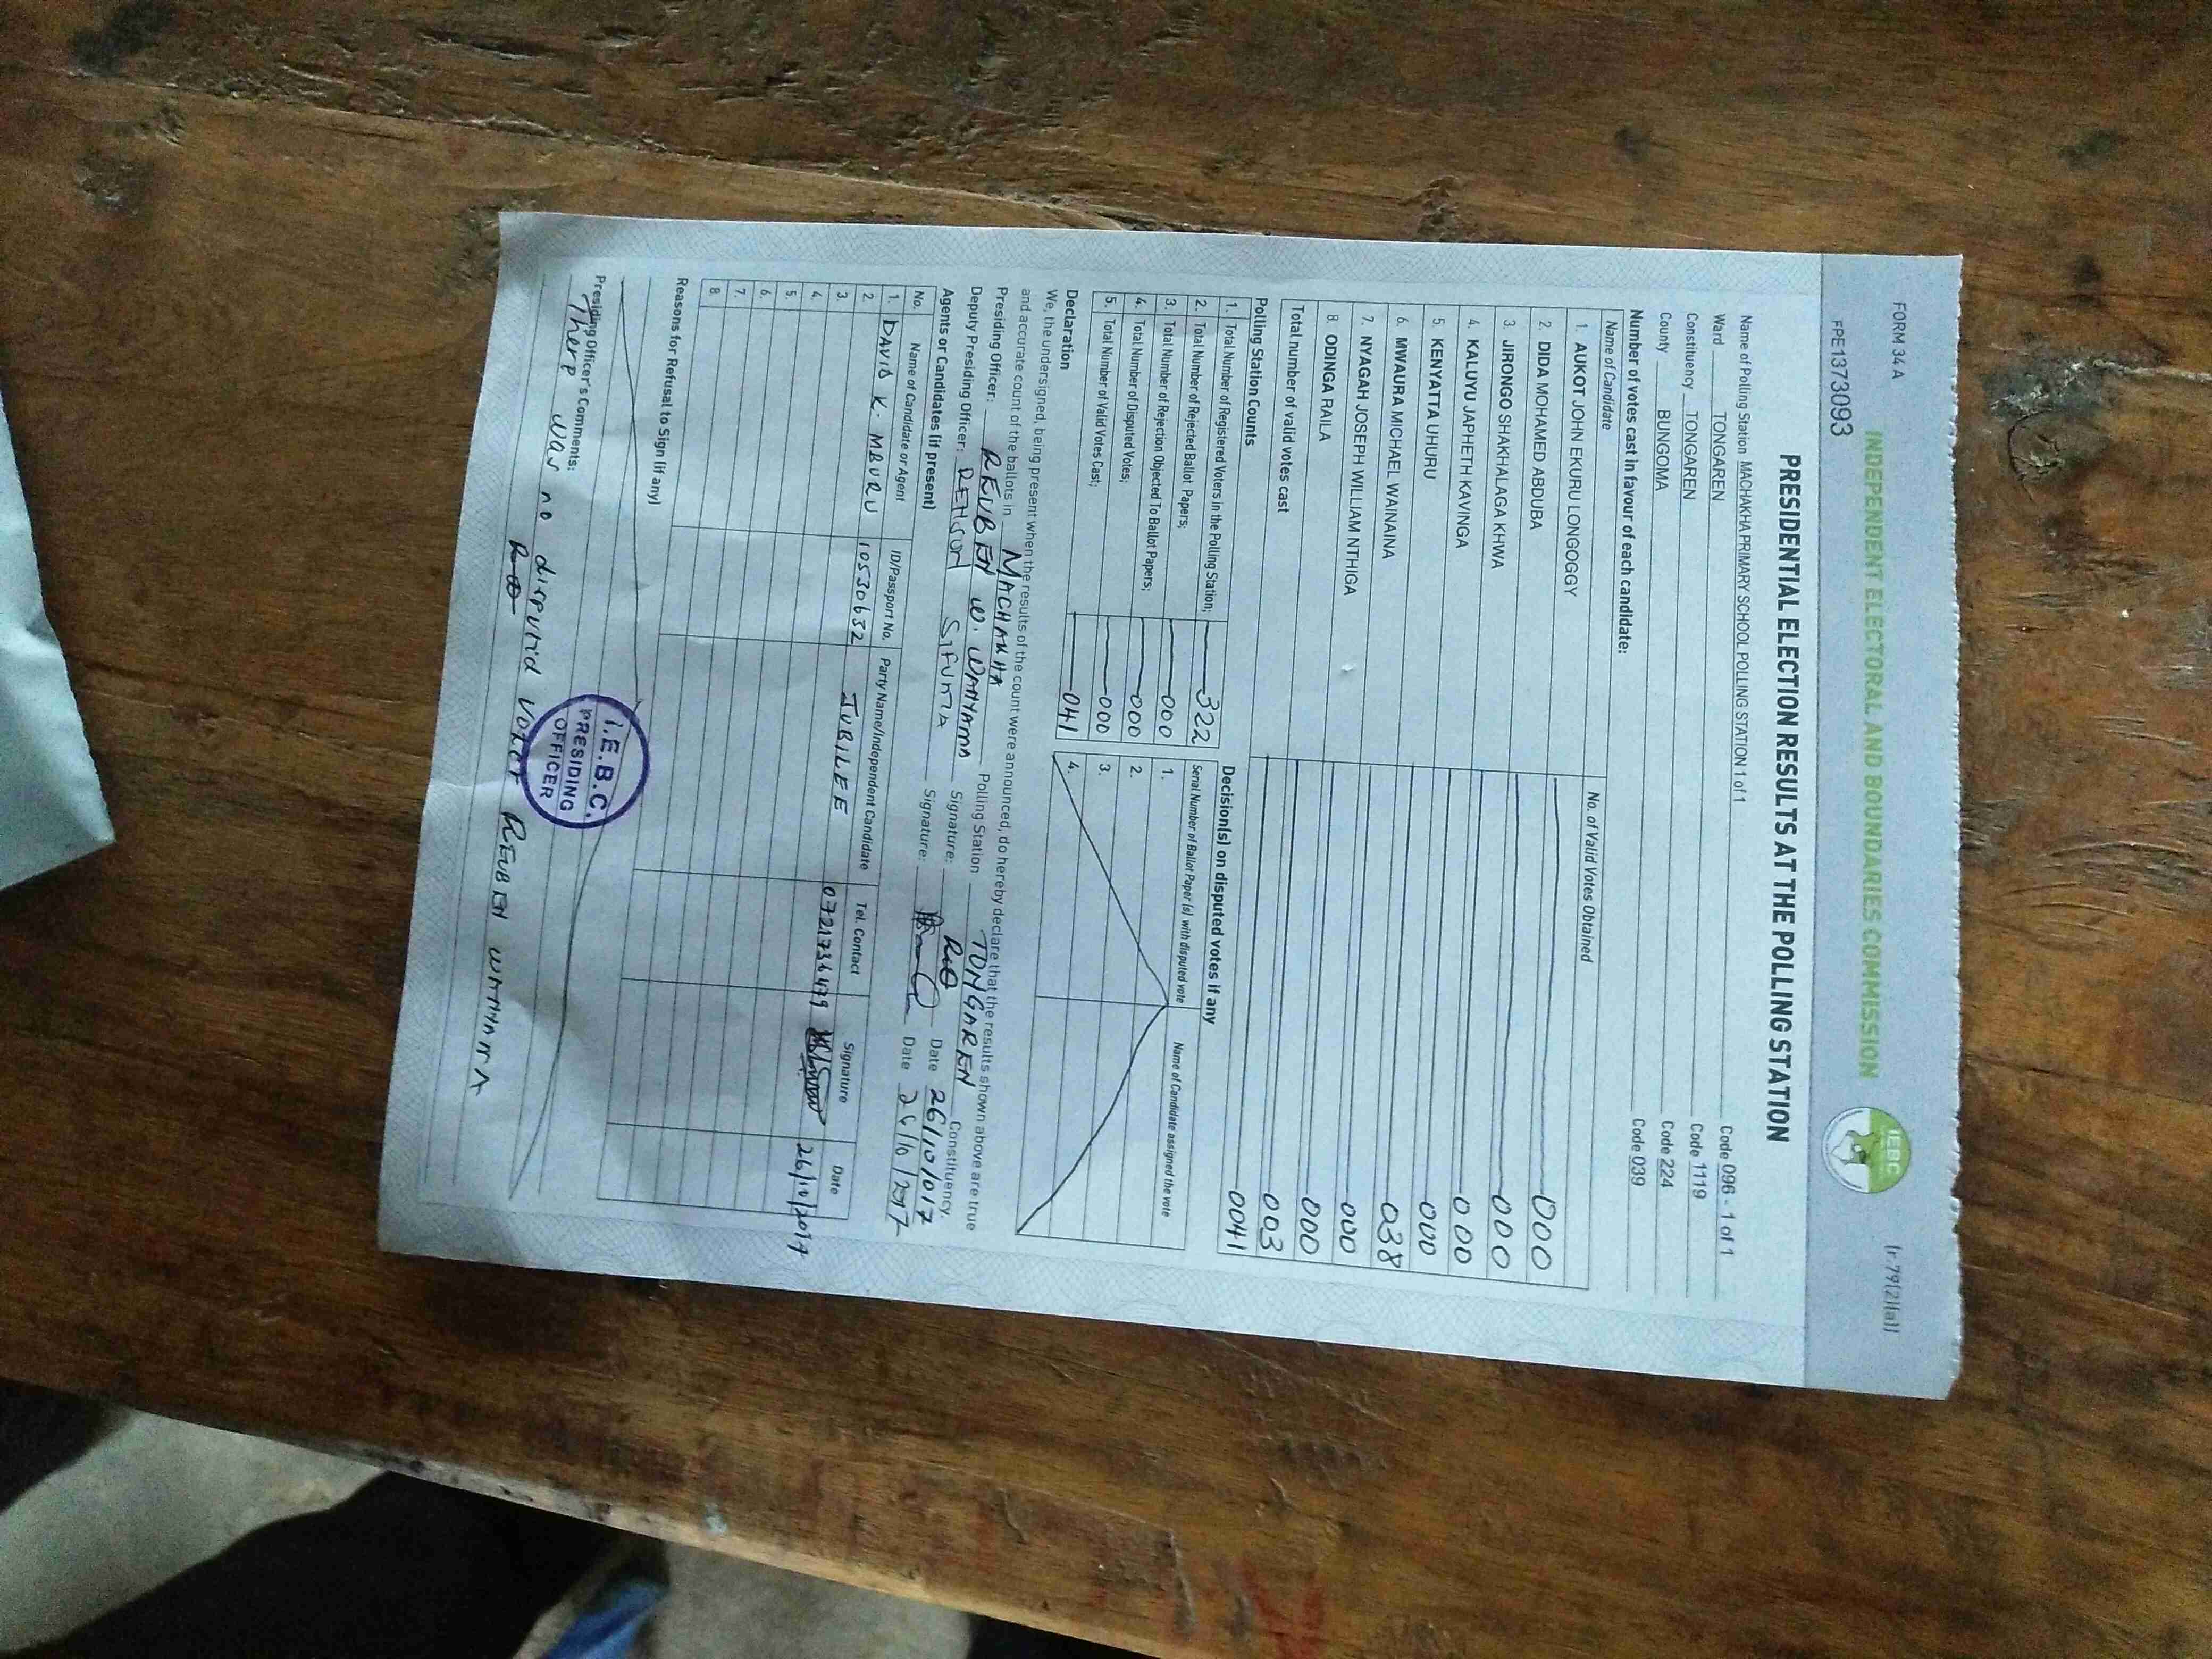 FORM 34 A (r.79(2)(a))
INDEPENDENT ELECTORAL AND BOUNDARIES COMMISSION
IEBC
FPE1373093
PRESIDENTIAL ELECTION RESULTS AT THE POLLING STATION
Name of Polling Station MACHAKHA PRIMARY SCHOOL POLLING STATION 1 of 1 Code 096 - 1 of 1
Ward TONGAREN Code 1119
Constituency TONGAREN Code 224
County BUNGOMA Code 039
Number of votes cast in favour of each candidate:
Name of Candidate No. of Valid Votes Obtained
1. AUKOT JOHN EKURU LONGOGGY 000
2. DIDA MOHAMED ABDUBA 000
3. JIRONGO SHAKHALAGA KHWA 000
4. KALUYU JAPHETH KAVINGA 000
5. KENYATTA UHURU 038
6. MWAURA MICHAEL WAINAINA 000
7. NYAGAH JOSEPH WILLIAM NTHIGA 000
8. ODINGA RAILA 003
Total number of valid votes cast 0041
Polling Station Counts
1. Total Number of Registered Voters in the Polling Station; 322
2. Total Number of Rejected Ballot Papers; 000
3. Total Number of Rejection Objected To Ballot Papers; 000
4. Total Number of Disputed Votes; 000
5. Total Number of Valid Votes Cast; 041
Decision(s) on disputed votes if any
Serial Number of Ballot Paper (s) with disputed vote Name of Candidate assigned the vote
1.
2.
3.
4.
Declaration
We, the undersigned, being present when the results of the count were announced, do hereby declare that the results shown above are true
and accurate count of the ballots in MACHAKHA Polling Station TONGAREN Constituency.
Presiding Officer: REUBEN W. WANYAMA Signature: Date 26/10/017
Deputy Presiding Officer: RENSON SIFUMA Signature: Date 26/10/2017
Agents or Candidates (if present)
No. Name of Candidate or Agent ID/Passport No. Party Name/Independent Candidate Tel. Contact Signature Date
1. DAVID K. MBURU 10530632 JUBILEE 0721736479 26/10/2017
2.
3.
4.
5.
6.
7.
8.
Reasons for Refusal to Sign (if any)
I.E.B.C.
PRESIDING
OFFICER
Presiding Officer's Comments:
There was no disputed votes REUBEN WANYAMA